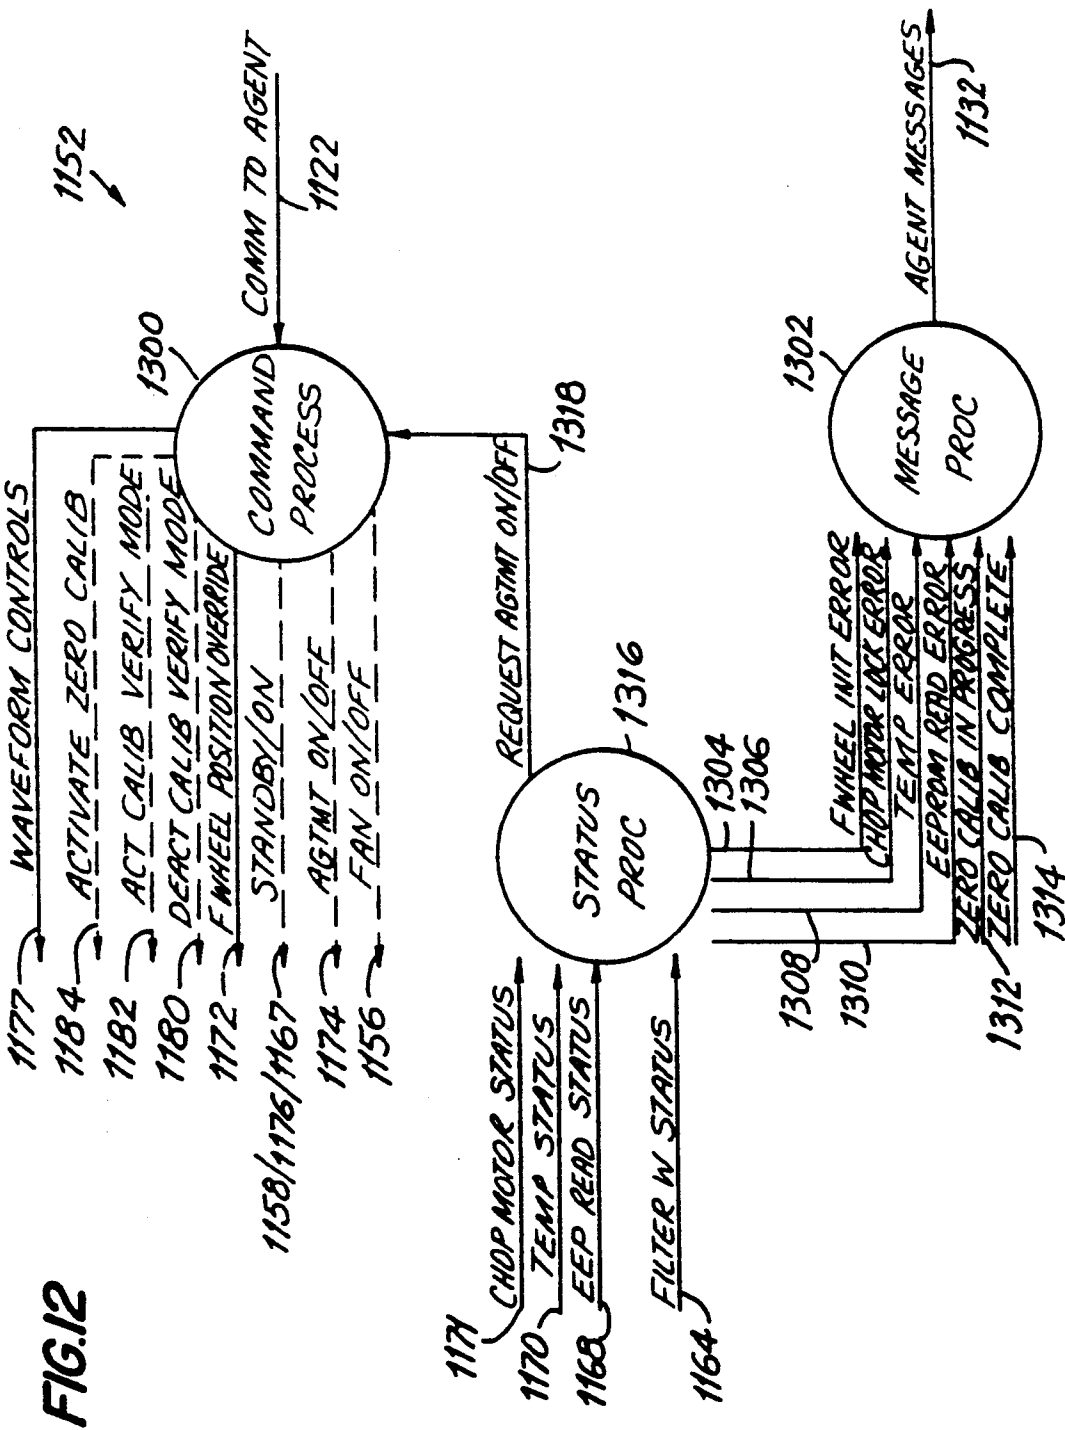 FIG.12
1152
WAVEFORM CONTROLS
1177
ACTIVATE ZERO CALIB
1184
ACT CALIB VERIFY MODE
1182
DEACT CALIB VERIFY MODE
1180
F WHEEL POSITION OVERRIDE
1172
STANDBY/ON
1158/1176/1167
AGTMT ON/OFF
1174
FAN ON/OFF
1156
1300
COMMAND
PROCESS
COMM TO AGENT
1122
REQUEST AGTMT ON/OFF
1318
CHOP MOTOR STATUS
1171
TEMP STATUS
1170
EEP READ STATUS
1168
FILTER W STATUS
1164
STATUS
PROC
1316
1304
1306
1308
1310
1312
1314
FWHEEL INIT ERROR
CHOP MOTOR LOCK ERROR
TEMP ERROR
EEPROM READ ERROR
ZERO CALIB IN PROGRESS
ZERO CALIB COMPLETE
1302
MESSAGE
PROC
AGENT MESSAGES
1132